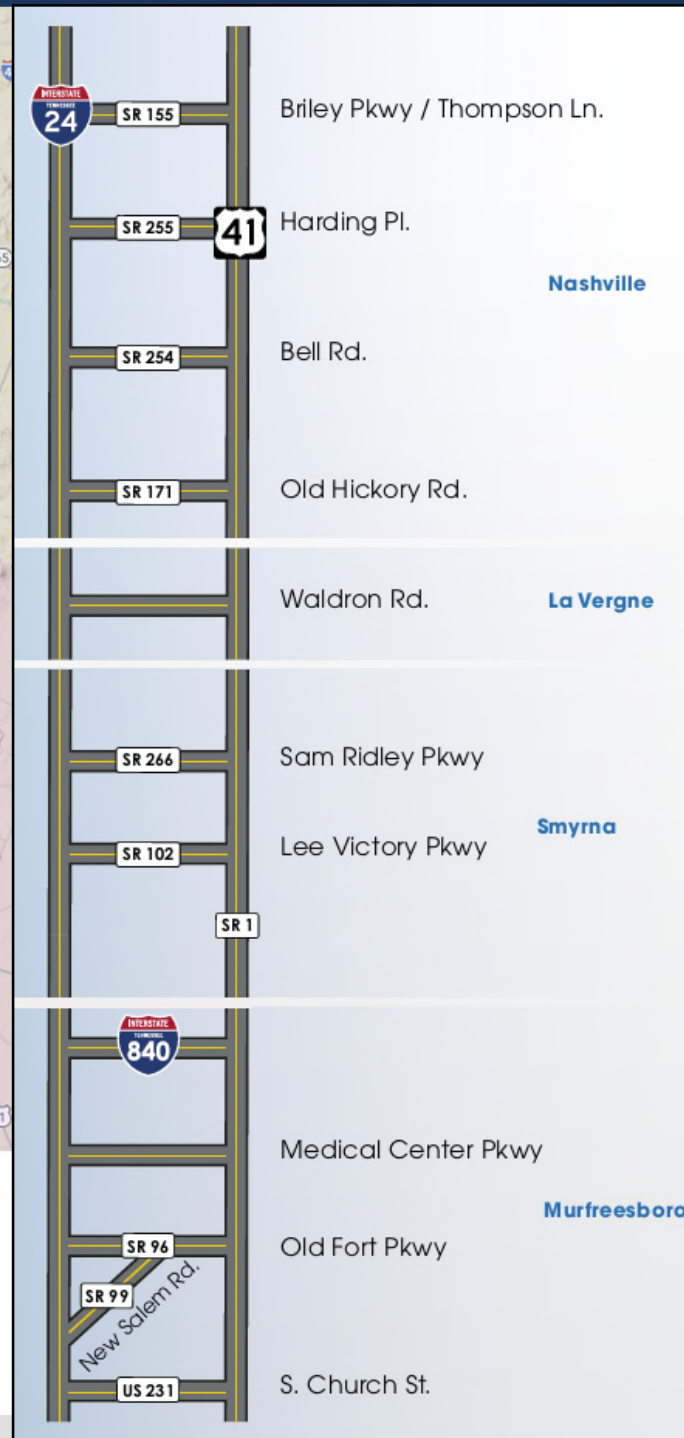 INTERSTATE
TENNESSEE
24
SR 155
Briley Pkwy / Thompson Ln.
SR 255
41
Harding Pl.
Nashville
SR 254
Bell Rd.
SR 171
Old Hickory Rd.
Waldron Rd.
La Vergne
SR 266
Sam Ridley Pkwy
Smyrna
SR 102
Lee Victory Pkwy
SR 1
INTERSTATE
TENNESSEE
840
Medical Center Pkwy
Murfreesboro
SR 96
Old Fort Pkwy
SR 99
New Salem Rd.
US 231
S. Church St.